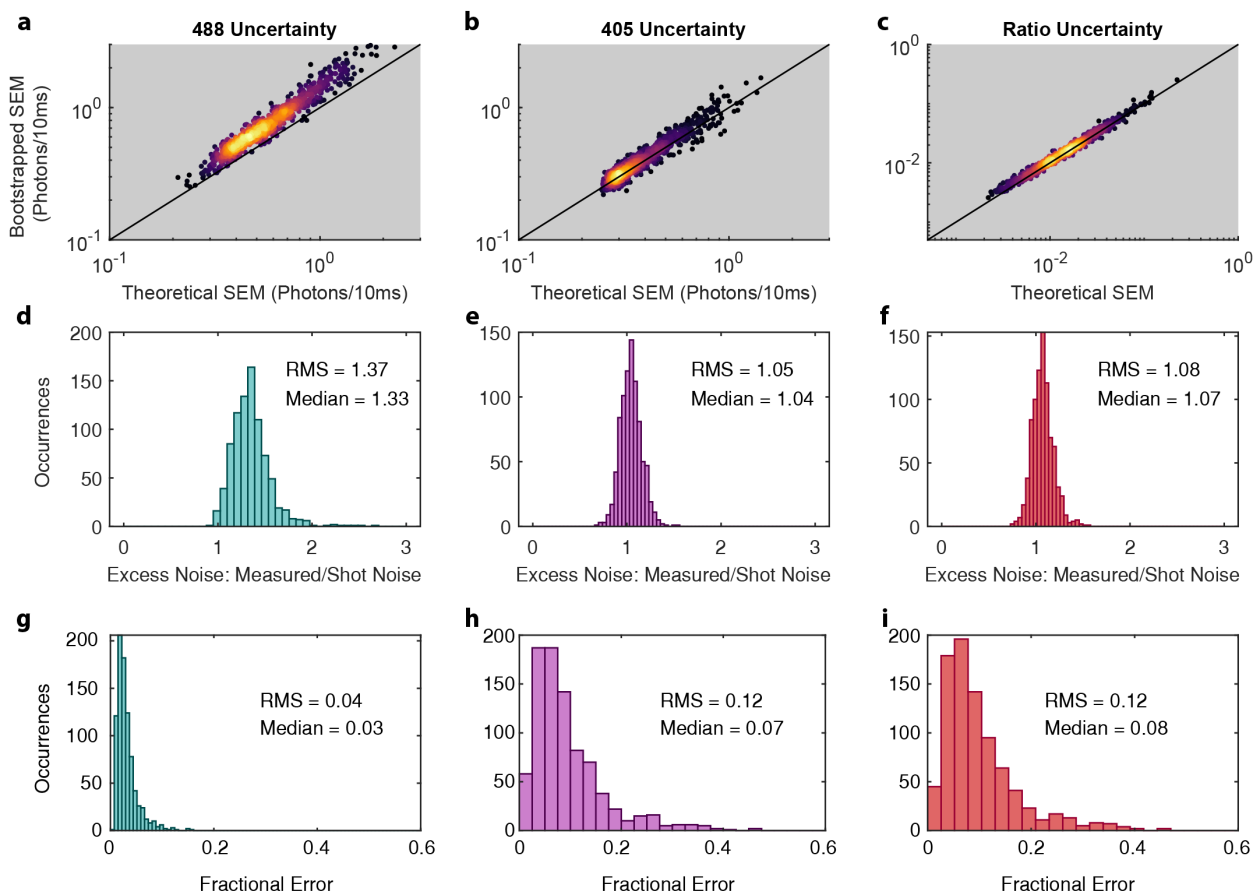 a
488 Uncertainty
b
405 Uncertainty
c
Ratio Uncertainty
Bootstrapped SEM
(Photons/10ms)
10^0
10^-1
10^-1
10^0
Theoretical SEM (Photons/10ms)
10^0
10^-1
10^-1
10^0
Theoretical SEM (Photons/10ms)
10^0
10^-2
10^-2
10^0
Theoretical SEM
d
Occurrences
200
150
100
50
0
RMS = 1.37
Median = 1.33
0 1 2 3
Excess Noise: Measured/Shot Noise
e
150
100
50
0
RMS = 1.05
Median = 1.04
0 1 2 3
Excess Noise: Measured/Shot Noise
f
150
100
50
0
RMS = 1.08
Median = 1.07
0 1 2 3
Excess Noise: Measured/Shot Noise
g
Occurrences
200
150
100
50
0
RMS = 0.04
Median = 0.03
0 0.2 0.4 0.6
Fractional Error
h
200
150
100
50
0
RMS = 0.12
Median = 0.07
0 0.2 0.4 0.6
Fractional Error
i
200
150
100
50
0
RMS = 0.12
Median = 0.08
0 0.2 0.4 0.6
Fractional Error